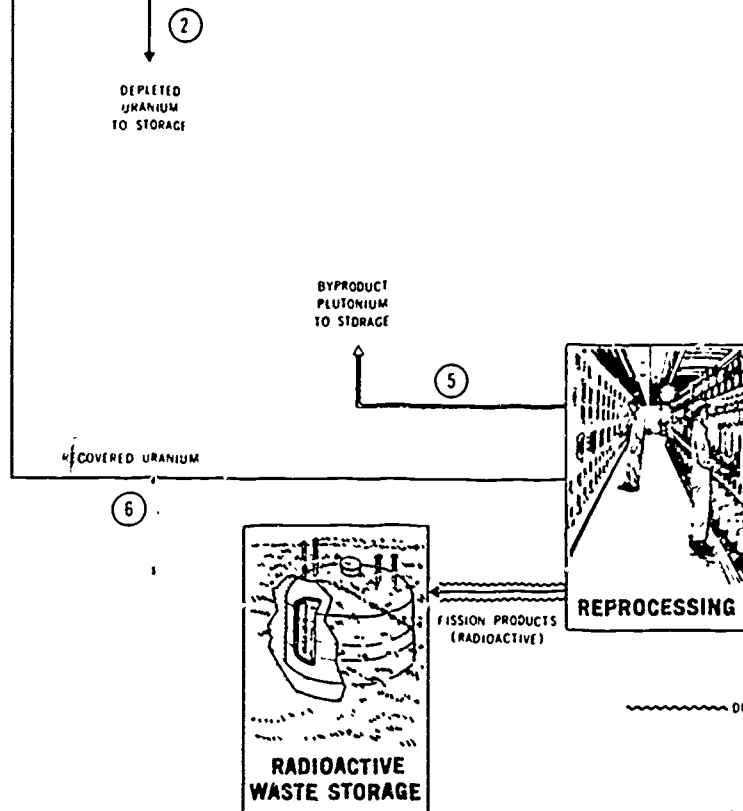 2
DEPLETED
URANIUM
TO STORAGE
BYPRODUCT
PLUTONIUM
TO STORAGE
5
RECOVERED URANIUM
6
REPROCESSING
FISSION PRODUCTS
(RADIOACTIVE)
RADIOACTIVE
WASTE STORAGE